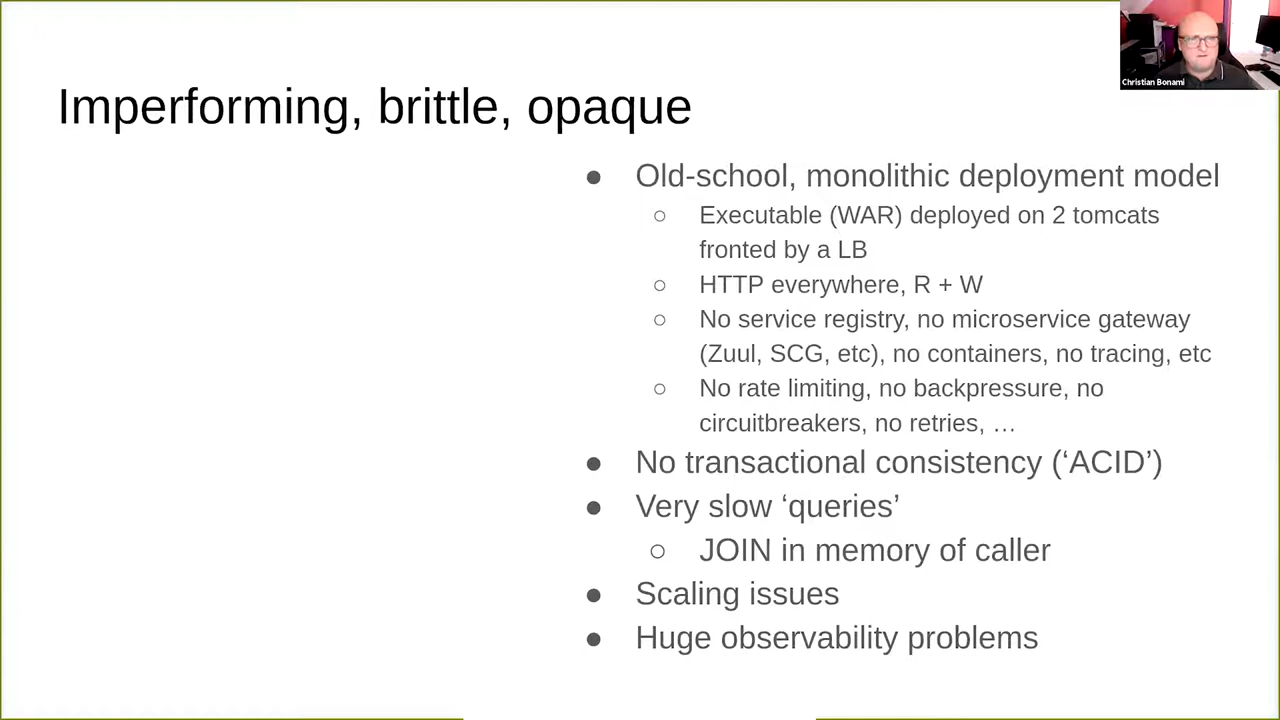 Christian Bonami
Imperforming, brittle, opaque
● Old-school, monolithic deployment model
○ Executable (WAR) deployed on 2 tomcats
fronted by a LB
○ HTTP everywhere, R + W
○ No service registry, no microservice gateway
(Zuul, SCG, etc), no containers, no tracing, etc
○ No rate limiting, no backpressure, no
circuitbreakers, no retries, …
● No transactional consistency (‘ACID’)
● Very slow ‘queries’
○ JOIN in memory of caller
● Scaling issues
● Huge observability problems